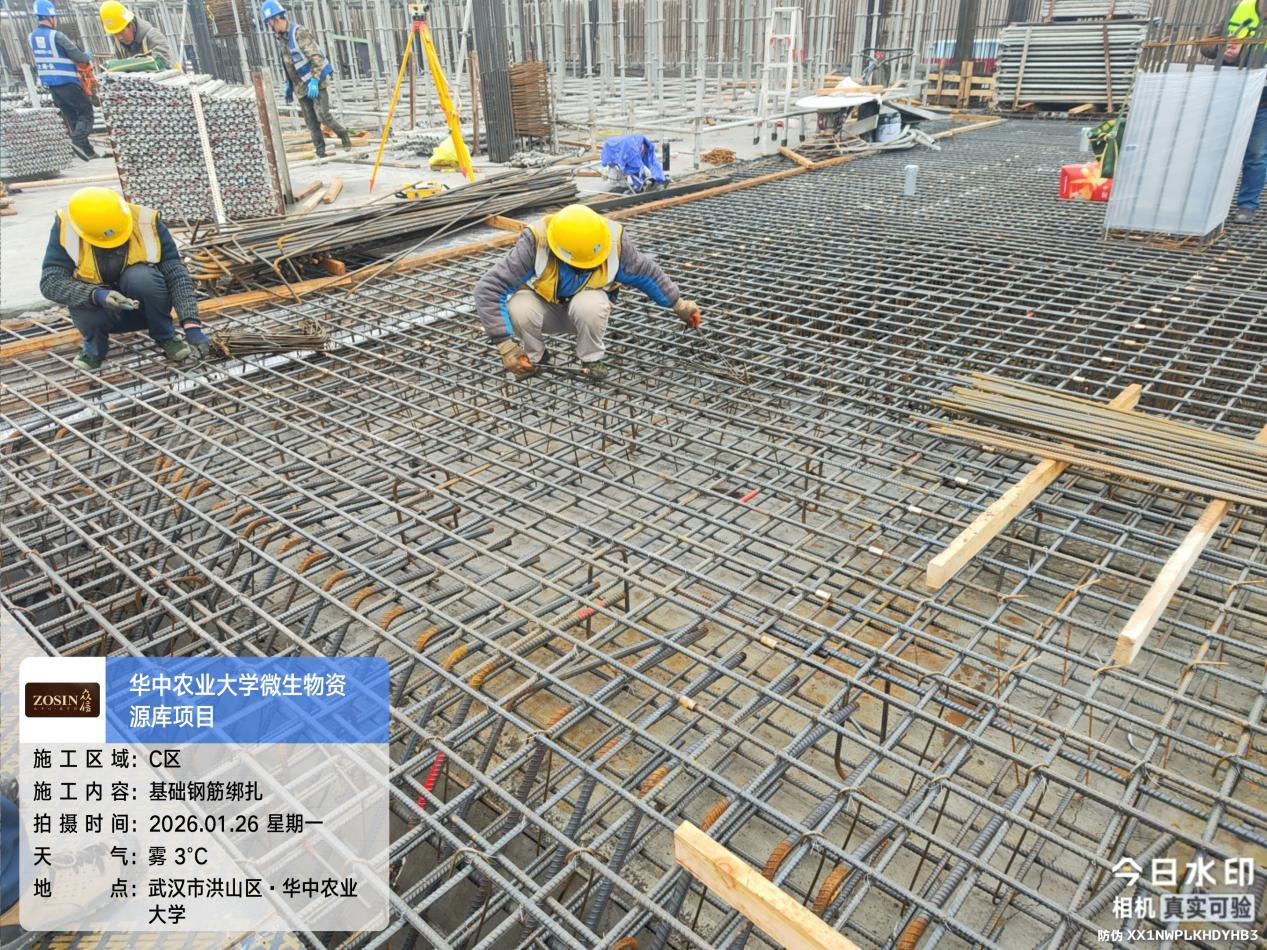 ZOSIN 众信
华中农业大学微生物资
源库项目
施工区域：C区
施工内容：基础钢筋绑扎
拍摄时间：2026.01.26 星期一
天气：雾 3℃
地点：武汉市洪山区·华中农业
大学
今日水印
相机 真实可验
防伪 XX1NWPLKHDYHB3